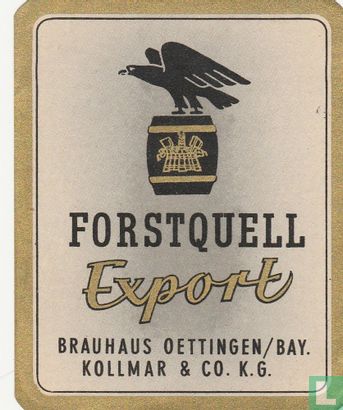 FORSTQUELL
Export
BRAUHAUS OETTINGEN/BAY.
KOLLMAR & CO. K.G.